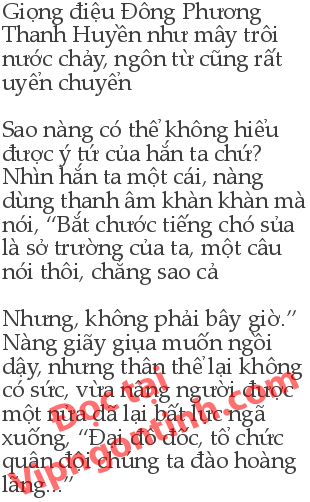 Giọng điệu Đông Phương
Thanh Huyền như mây trôi
nước chảy, ngôn từ cũng rất
uyển chuyển
Sao nàng có thể không hiểu
được ý tứ của hắn ta chứ?
Nhìn hắn ta một cái, nàng
dùng thanh âm khàn khàn mà
nói, “Bắt chước tiếng chó sủa
là sở trường của ta, một câu
nói thôi, chẳng sao cả
Nhưng, không phải bây giờ.”
Nàng giãy giụa muốn ngồi
dậy, nhưng thân thể lại không
có sức, vừa nâng người được
một nửa đã lại bất lực ngã
xuống, “Đại đô đốc, tổ chức
quân đội chúng ta đào hoàng
lăng...”
Đọc tại
Vipngontinh.com